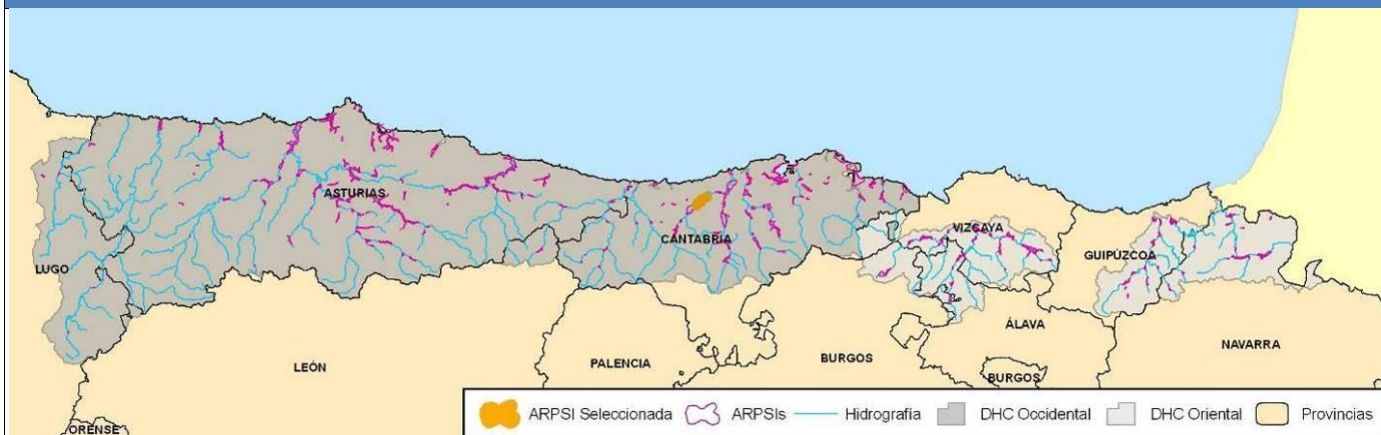 ASTURIAS
CANTABRIA
VIZCAYA
GUIPÚZCOA
LUGO
ÁLAVA
NAVARRA
LEÓN
PALENCIA
BURGOS
BURGOS
ORENSE
ARPSI Seleccionada ARPSIs Hidrografía DHC Occidental DHC Oriental Provincias